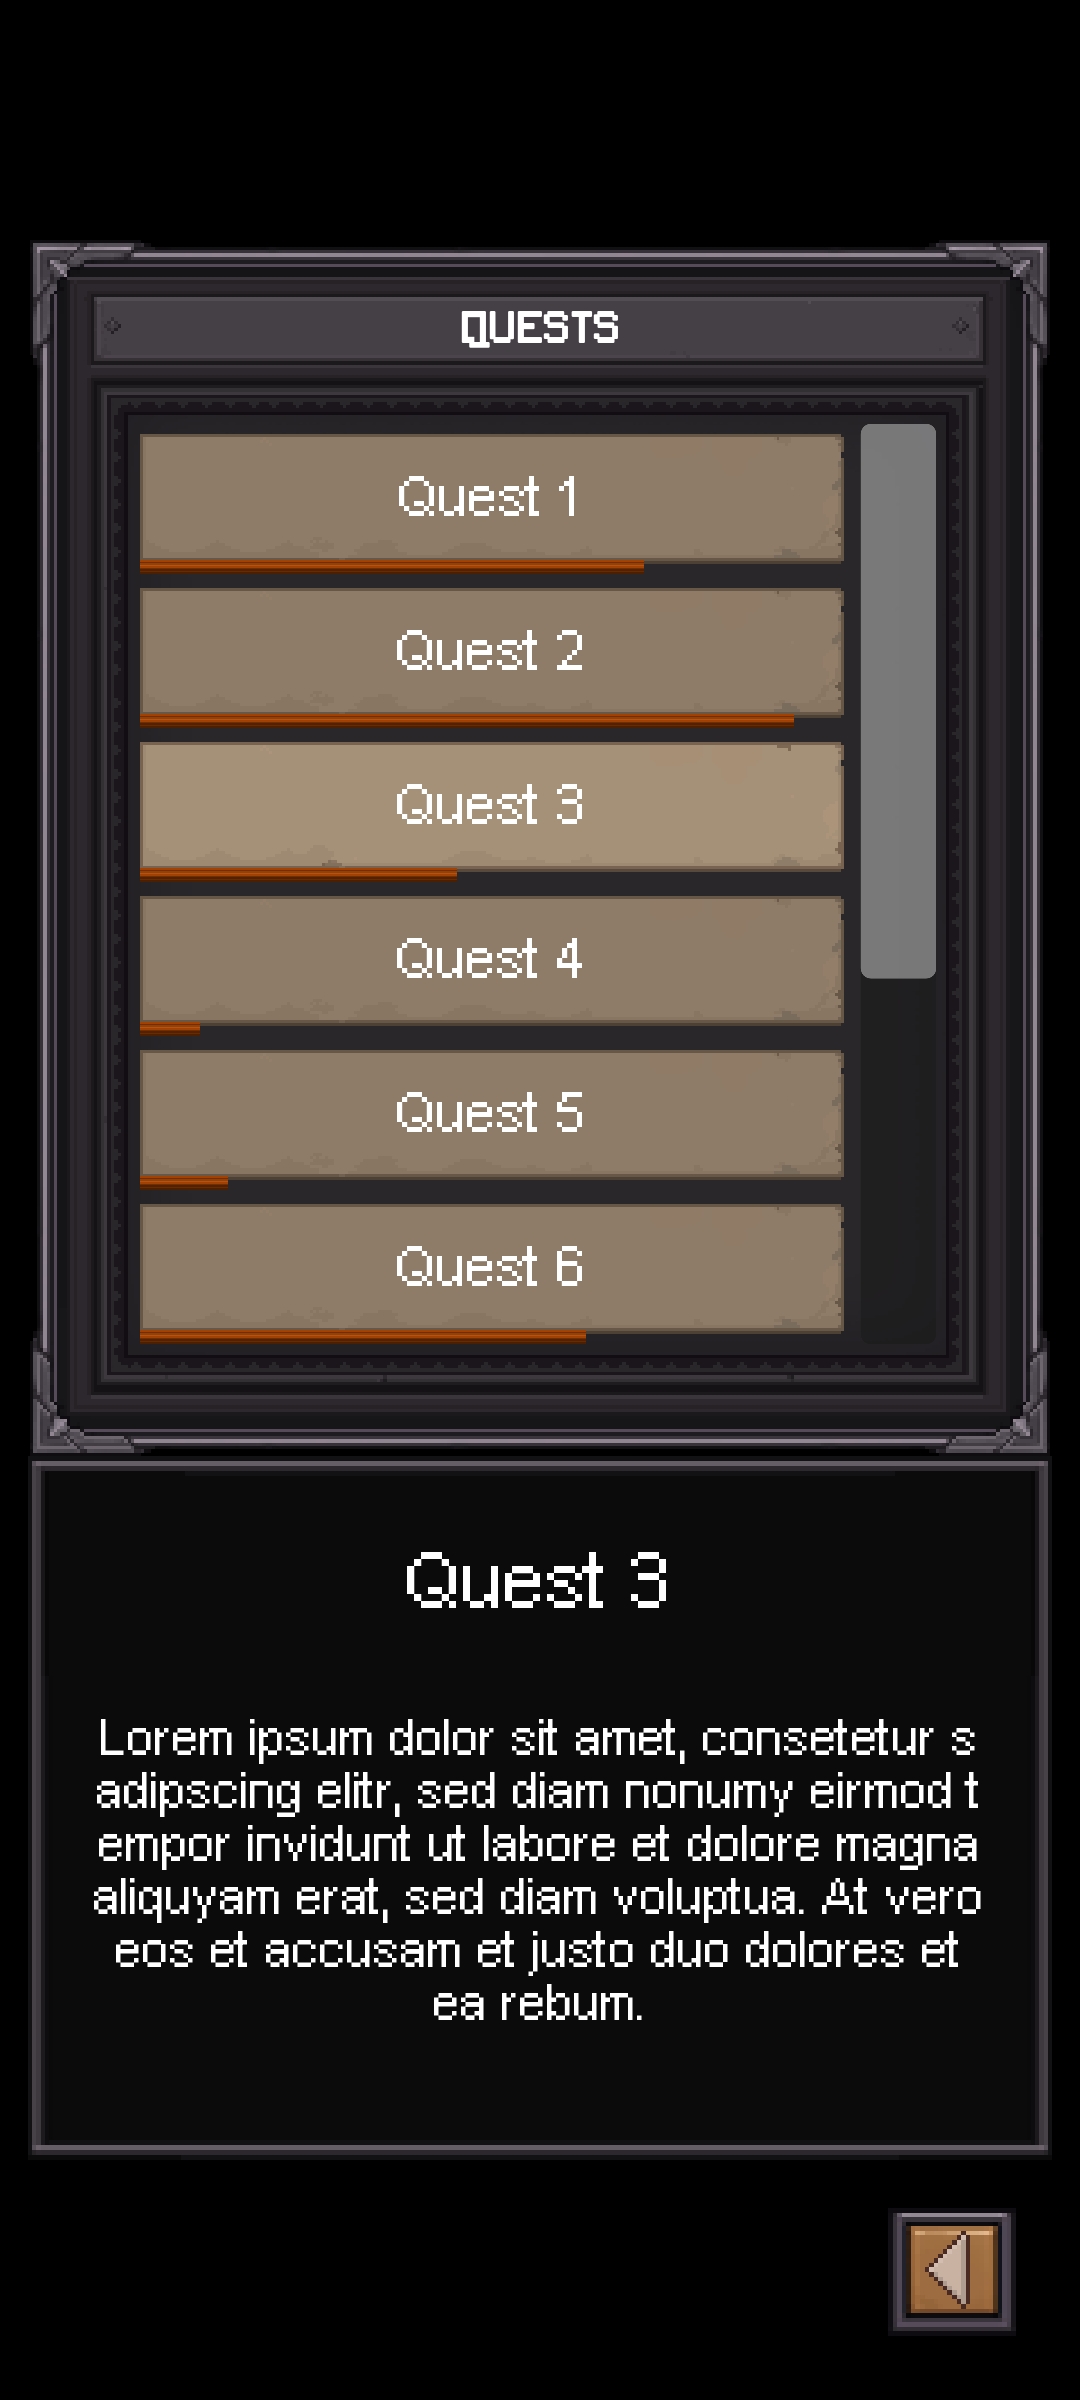 QUESTS
Quest 1
Quest 2
Quest 3
Quest 4
Quest 5
Quest 6
Quest 3
Lorem ipsum dolor sit amet, consetetur s
adipscing elitr, sed diam nonumy eirmod t
empor invidunt ut labore et dolore magna
aliquyam erat, sed diam voluptua. At vero
eos et accusam et justo duo dolores et
ea rebum.